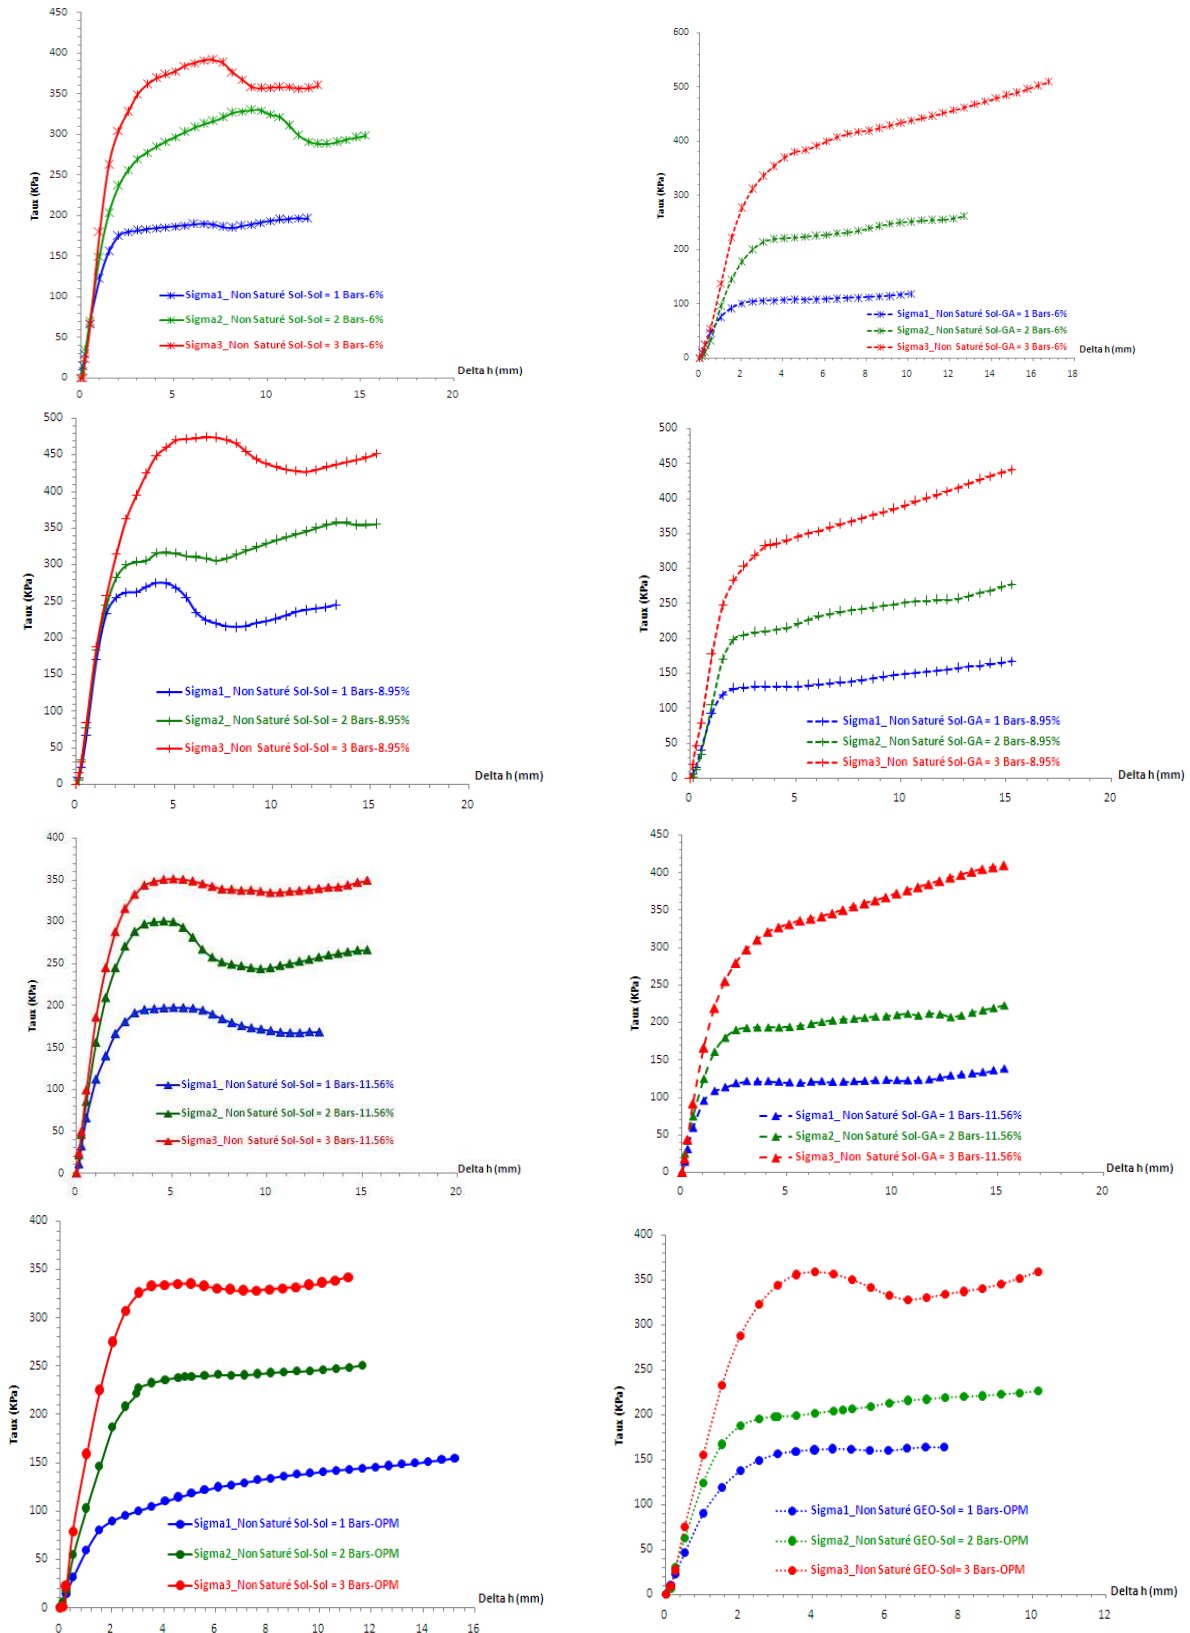 450
400
350
300
250
200
150
100
50
0
Taux (KPa)
Sigma1_ Non Saturé Sol-Sol = 1 Bars-6%
Sigma2_ Non Saturé Sol-Sol = 2 Bars-6%
Sigma3_Non Saturé Sol-Sol = 3 Bars-6%
Delta h (mm)
0 5 10 15 20
600
500
400
300
200
100
0
Taux (KPa)
Sigma1_ Non Saturé Sol-GA = 1 Bars-6%
Sigma2_ Non Saturé Sol-GA = 2 Bars-6%
Sigma3_Non Saturé Sol-GA = 3 Bars-6%
Delta h (mm)
0 2 4 6 8 10 12 14 16 18
500
450
400
350
300
250
200
150
100
50
0
Taux (KPa)
Sigma1_ Non Saturé Sol-Sol = 1 Bars-8.95%
Sigma2_ Non Saturé Sol-Sol = 2 Bars-8.95%
Sigma3_Non Saturé Sol-Sol = 3 Bars-8.95%
Delta h (mm)
0 5 10 15 20
500
450
400
350
300
250
200
150
100
50
0
Taux (KPa)
Sigma1_ Non Saturé Sol-GA = 1 Bars-8.95%
Sigma2_ Non Saturé Sol-GA = 2 Bars-8.95%
Sigma3_Non Saturé Sol-GA = 3 Bars-8.95%
Delta h (mm)
0 5 10 15 20
400
350
300
250
200
150
100
50
0
Taux (KPa)
Sigma1_ Non Saturé Sol-Sol = 1 Bars-11.56%
Sigma2_ Non Saturé Sol-Sol = 2 Bars-11.56%
Sigma3_Non Saturé Sol-Sol = 3 Bars-11.56%
Delta h (mm)
0 5 10 15 20
450
400
350
300
250
200
150
100
50
0
Taux (KPa)
Sigma1_ Non Saturé Sol-GA = 1 Bars-11.56%
Sigma2_ Non Saturé Sol-GA = 2 Bars-11.56%
Sigma3_Non Saturé Sol-GA = 3 Bars-11.56%
Delta h (mm)
0 5 10 15 20
400
350
300
250
200
150
100
50
0
Taux (KPa)
Sigma1_Non Saturé Sol-Sol = 1 Bars-OPM
Sigma2_Non Saturé Sol-Sol = 2 Bars-OPM
Sigma3_Non Saturé Sol-Sol = 3 Bars-OPM
Delta h (mm)
0 2 4 6 8 10 12 14 16
400
350
300
250
200
150
100
50
0
Taux (KPa)
Sigma1_Non Saturé GEO-Sol = 1 Bars-OPM
Sigma2_Non Saturé GEO-Sol = 2 Bars-OPM
Sigma3_Non Saturé GEO-Sol= 3 Bars-OPM
Delta h (mm)
0 2 4 6 8 10 12